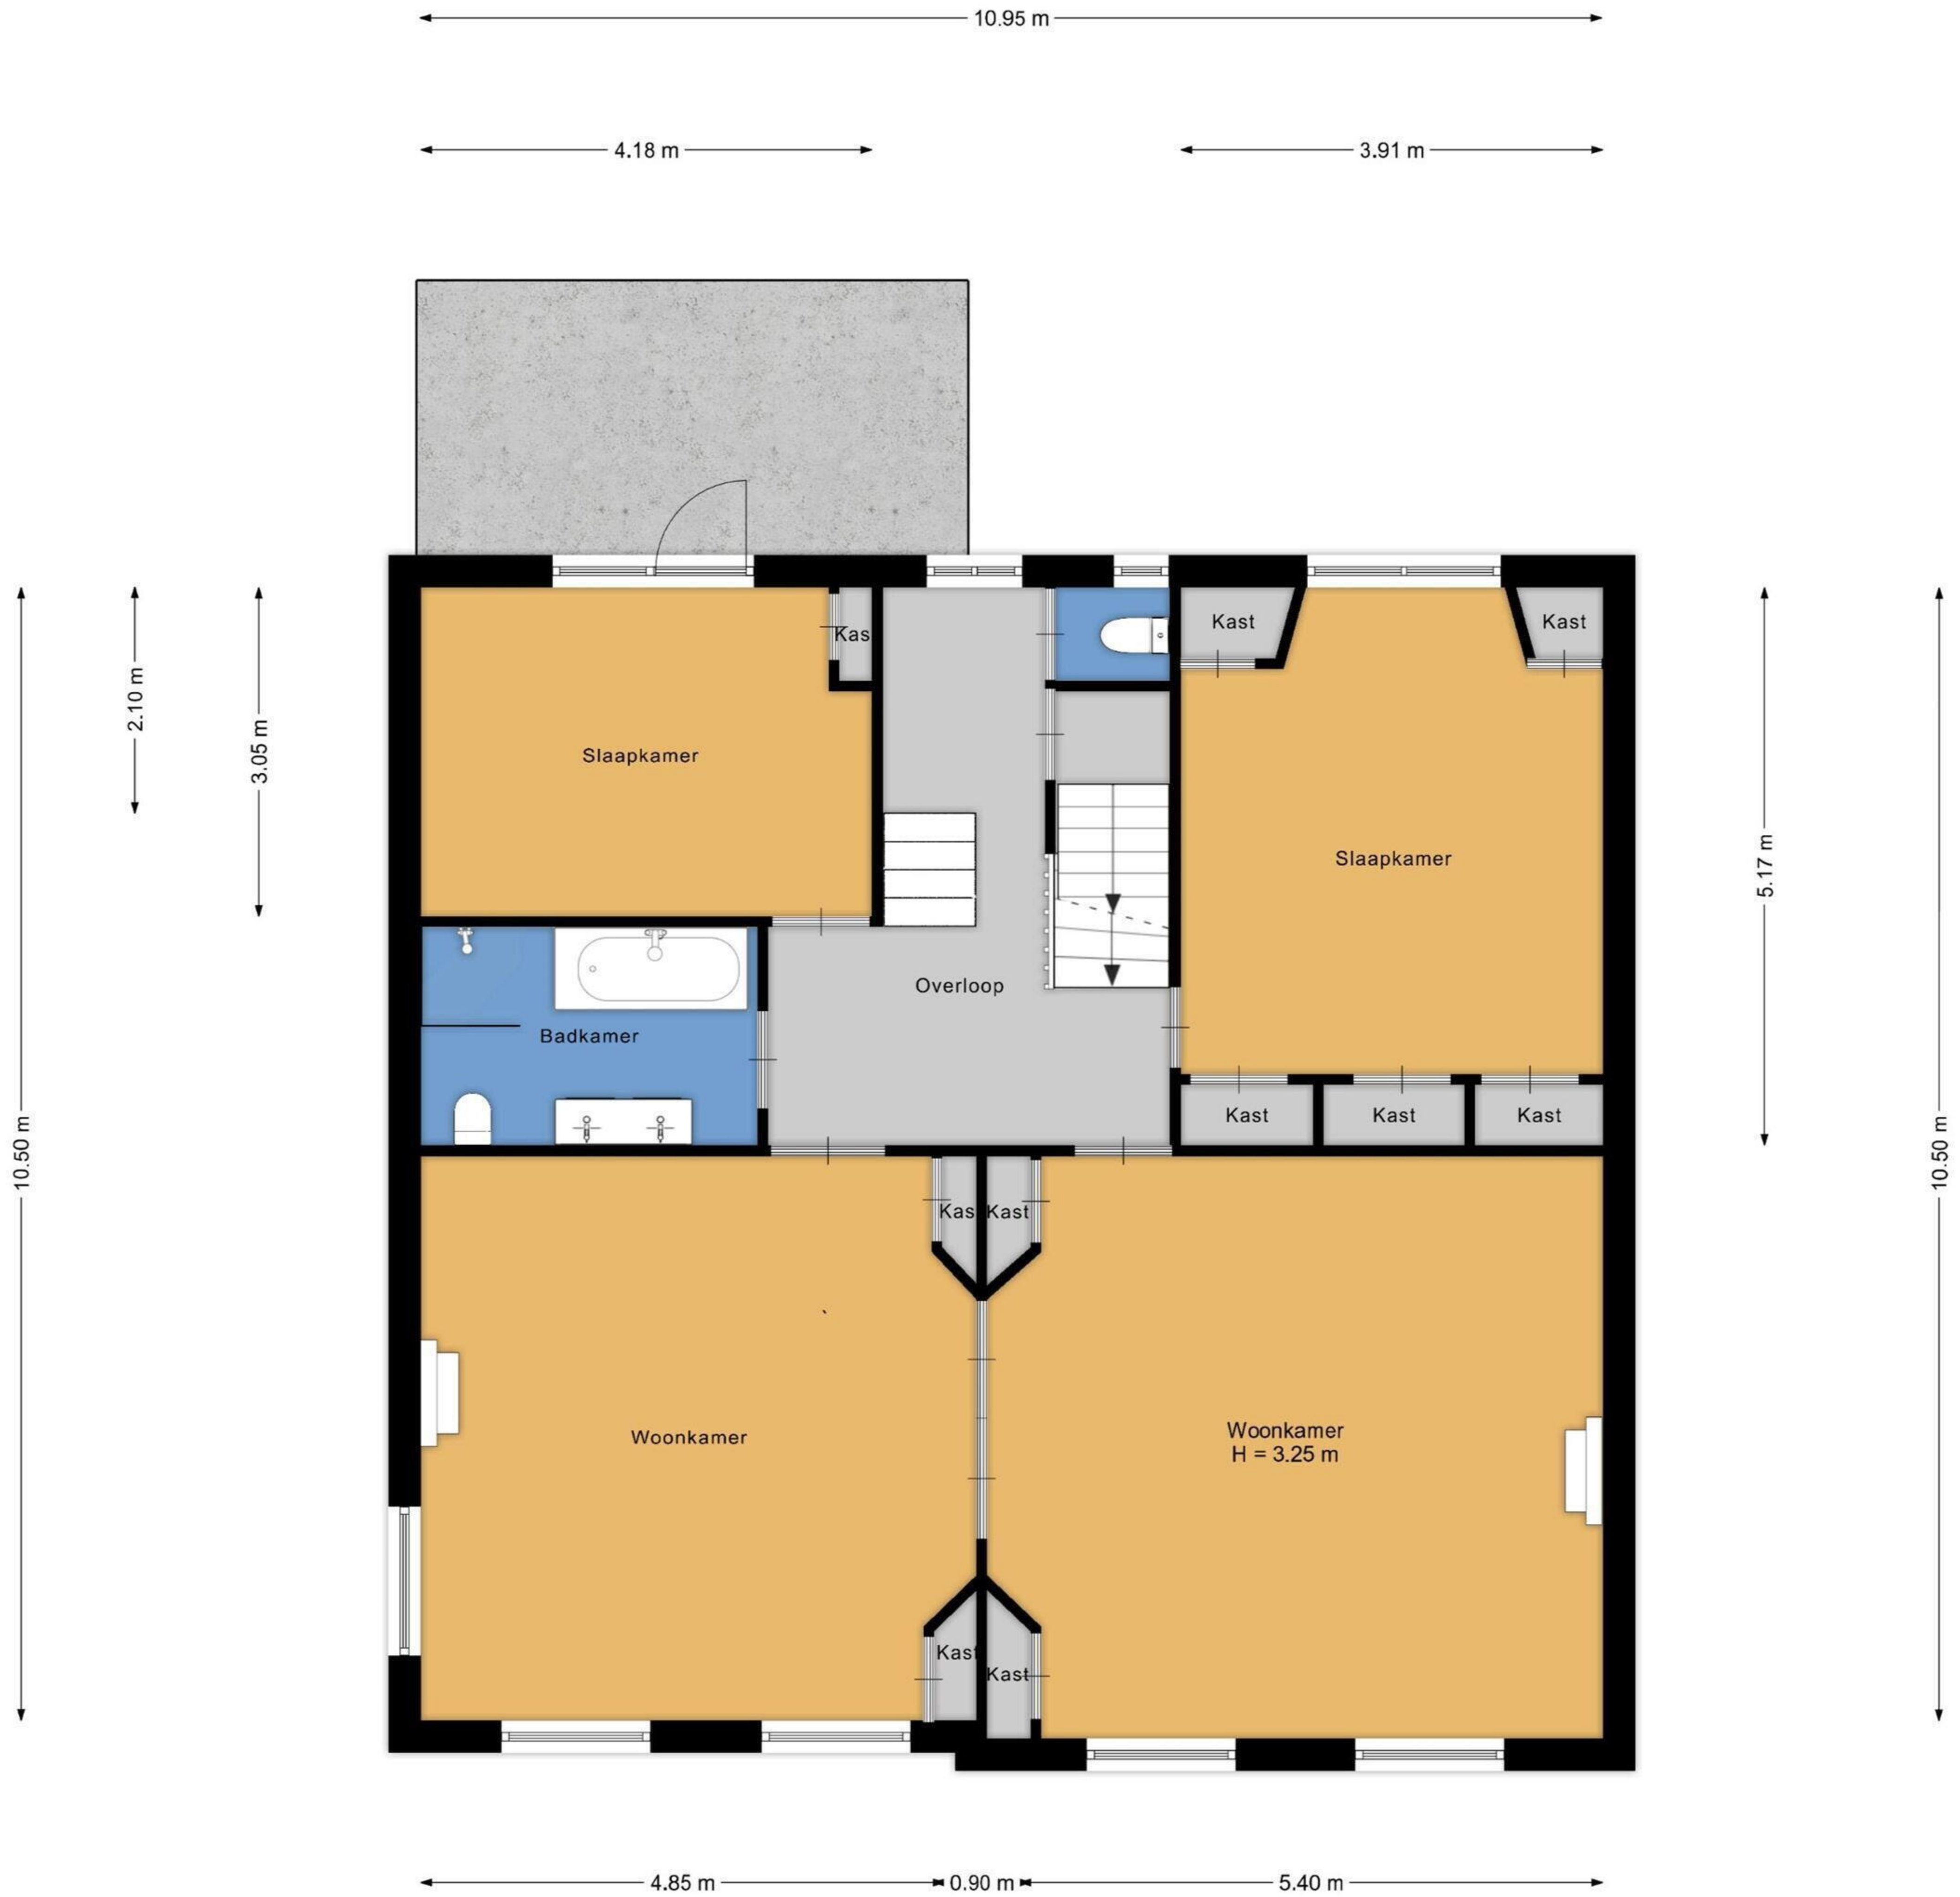 10.95 m
4.18 m
3.91 m
Kast
Kast
Kas
2.10 m
3.05 m
Slaapkamer
Slaapkamer
5.17 m
Overloop
Badkamer
Kast
Kast
Kast
10.50 m
10.50 m
Kas
Kast
Woonkamer
Woonkamer
H = 3.25 m
Kast
Kast
4.85 m
0.90 m
5.40 m